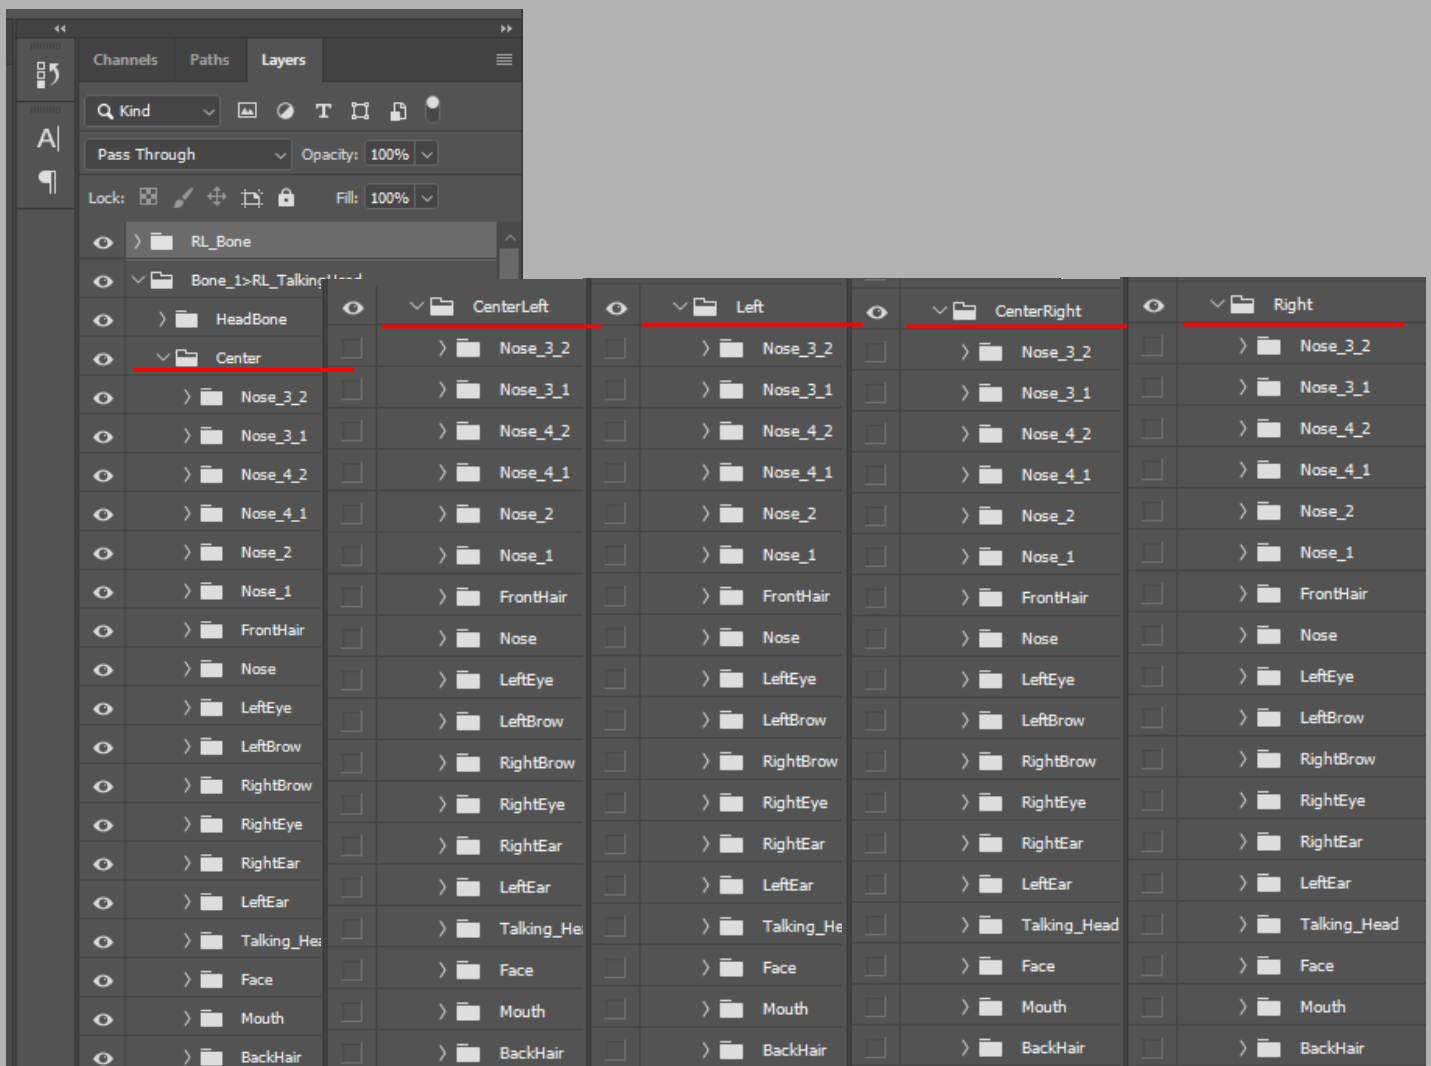 Channels Paths Layers
Kind
T
Pass Through Opacity: 100%
Lock: Fill: 100%
A|
¶
RL_Bone
Bone_1>RL_Talking
HeadBone
Center
Nose_3_2
Nose_3_1
Nose_4_2
Nose_4_1
Nose_2
Nose_1
FrontHair
Nose
LeftEye
LeftBrow
RightBrow
RightEye
RightEar
LeftEar
Talking_Hea
Face
Mouth
BackHair
CenterLeft
Nose_3_2
Nose_3_1
Nose_4_2
Nose_4_1
Nose_2
Nose_1
FrontHair
Nose
LeftEye
LeftBrow
RightBrow
RightEye
RightEar
LeftEar
Talking_Hea
Face
Mouth
BackHair
Left
Nose_3_2
Nose_3_1
Nose_4_2
Nose_4_1
Nose_2
Nose_1
FrontHair
Nose
LeftEye
LeftBrow
RightBrow
RightEye
RightEar
LeftEar
Talking_He
Face
Mouth
BackHair
CenterRight
Nose_3_2
Nose_3_1
Nose_4_2
Nose_4_1
Nose_2
Nose_1
FrontHair
Nose
LeftEye
LeftBrow
RightBrow
RightEye
RightEar
LeftEar
Talking_Head
Face
Mouth
BackHair
Right
Nose_3_2
Nose_3_1
Nose_4_2
Nose_4_1
Nose_2
Nose_1
FrontHair
Nose
LeftEye
LeftBrow
RightBrow
RightEye
RightEar
LeftEar
Talking_Head
Face
Mouth
BackHair